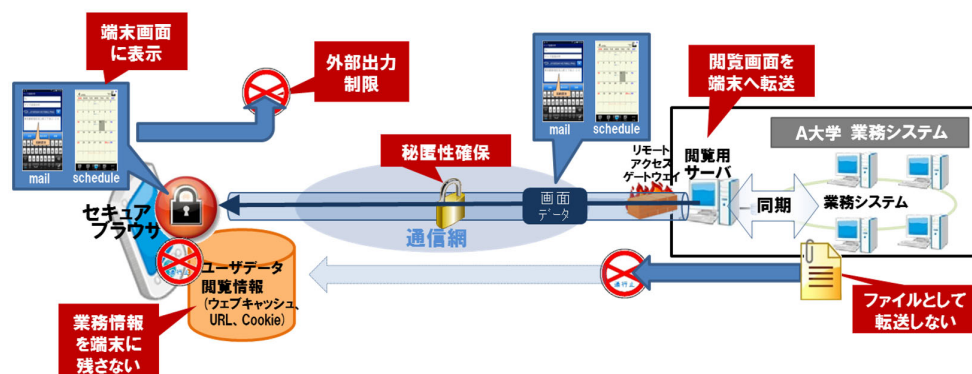 端末画面
に表示
mail
schedule
外部出力
制限
秘匿性確保
mail
schedule
閲覧画面を
端末へ転送
A大学 業務システム
リモート
アクセス
ゲートウェイ
閲覧用
サーバ
同期
業務システム
画面
データ
通信網
セキュア
ブラウザ
ユーザデータ
閲覧情報
(ウェブキャッシュ、
URL、Cookie)
業務情報
を端末に
残さない
ファイルとして
転送しない